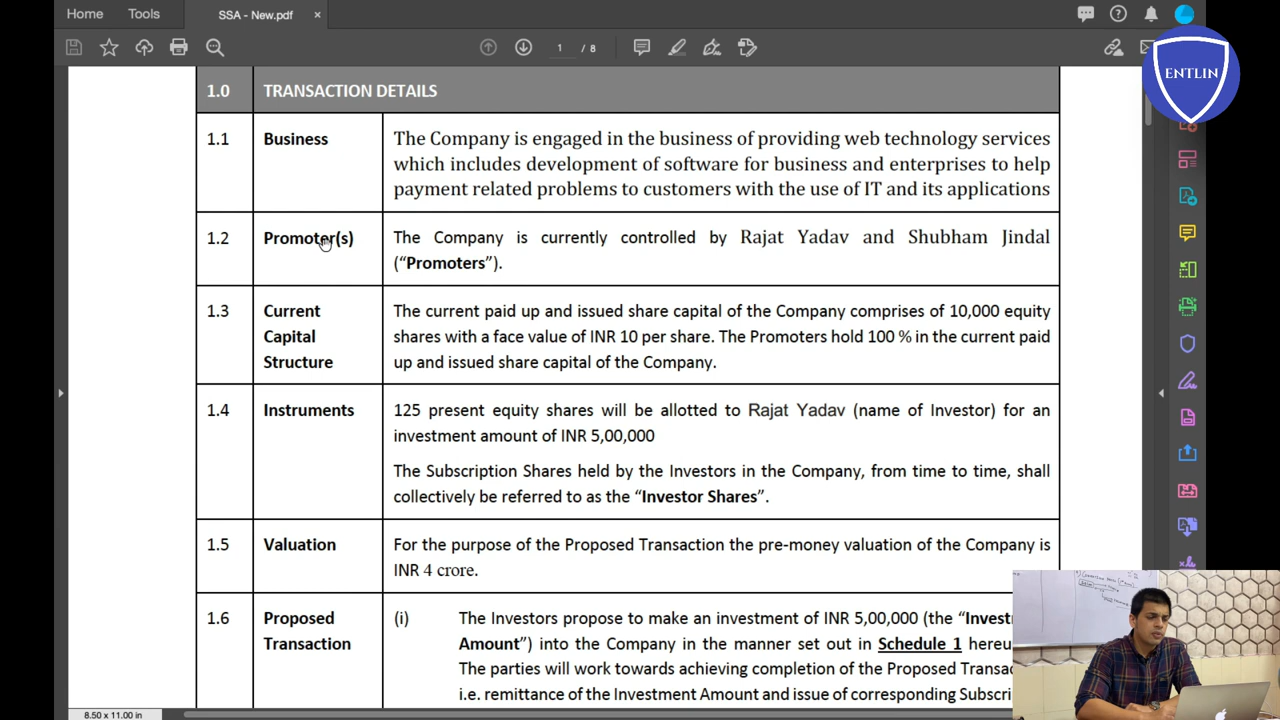 Home Tools SSA - New.pdf ×
1 / 8
ENTLIN
1.0 TRANSACTION DETAILS
1.1 Business The Company is engaged in the business of providing web technology services
which includes development of software for business and enterprises to help
payment related problems to customers with the use of IT and its applications
1.2 Promoter(s) The Company is currently controlled by Rajat Yadav and Shubham Jindal
(“Promoters”).
1.3 Current The current paid up and issued share capital of the Company comprises of 10,000 equity
Capital shares with a face value of INR 10 per share. The Promoters hold 100 % in the current paid
Structure up and issued share capital of the Company.
1.4 Instruments 125 present equity shares will be allotted to Rajat Yadav (name of Investor) for an
investment amount of INR 5,00,000
The Subscription Shares held by the Investors in the Company, from time to time, shall
collectively be referred to as the “Investor Shares”.
1.5 Valuation For the purpose of the Proposed Transaction the pre-money valuation of the Company is
INR 4 crore.
1.6 Proposed (i) The Investors propose to make an investment of INR 5,00,000 (the “Invest
Transaction Amount”) into the Company in the manner set out in Schedule 1 hereu
The parties will work towards achieving completion of the Proposed Transac
i.e. remittance of the Investment Amount and issue of corresponding Subscri
8.50 x 11.00 in